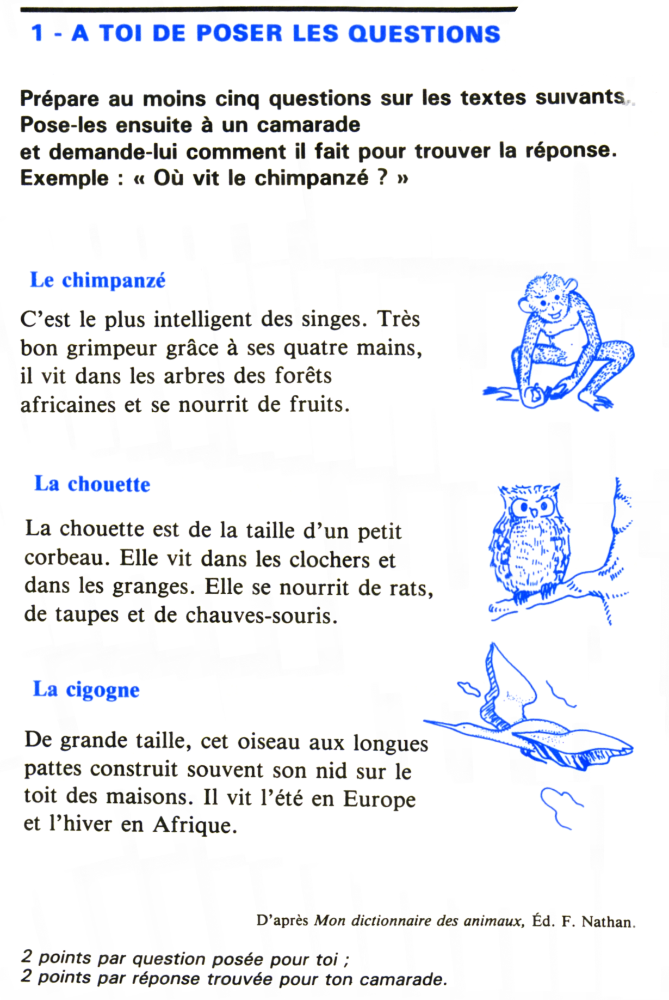 1 - A TOI DE POSER LES QUESTIONS
Prépare au moins cinq questions sur les textes suivants.
Pose-les ensuite à un camarade
et demande-lui comment il fait pour trouver la réponse.
Exemple : « Où vit le chimpanzé ? »
Le chimpanzé
C'est le plus intelligent des singes. Très
bon grimpeur grâce à ses quatre mains,
il vit dans les arbres des forêts
africaines et se nourrit de fruits.
La chouette
La chouette est de la taille d'un petit
corbeau. Elle vit dans les clochers et
dans les granges. Elle se nourrit de rats,
de taupes et de chauves-souris.
La cigogne
De grande taille, cet oiseau aux longues
pattes construit souvent son nid sur le
toit des maisons. Il vit l'été en Europe
et l'hiver en Afrique.
D'après Mon dictionnaire des animaux, Éd. F. Nathan.
2 points par question posée pour toi ;
2 points par réponse trouvée pour ton camarade.